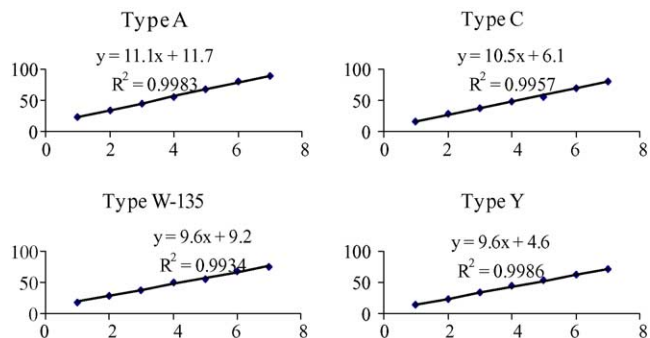 Type A
y = 11.1x + 11.7
R² = 0.9983
100
50
0
0 2 4 6 8
Type C
y = 10.5x + 6.1
R² = 0.9957
100
50
0
0 2 4 6 8
Type W-135
y = 9.6x + 9.2
R² = 0.9934
100
50
0
0 2 4 6 8
Type Y
y = 9.6x + 4.6
R² = 0.9986
100
50
0
0 2 4 6 8